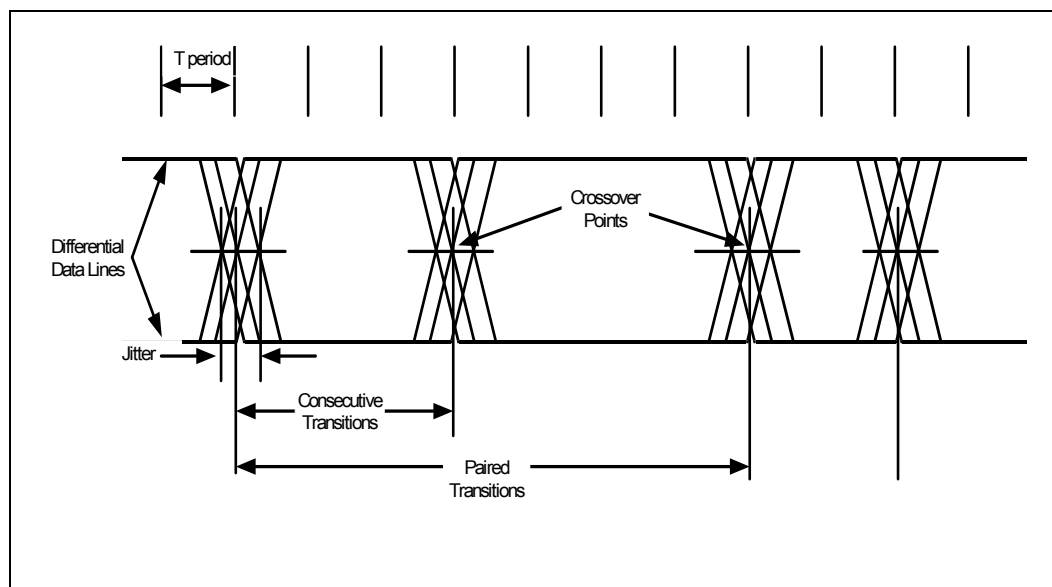 T period
Crossover
Points
Differential
Data Lines
Jitter
Consecutive
Transitions
Paired
Transitions